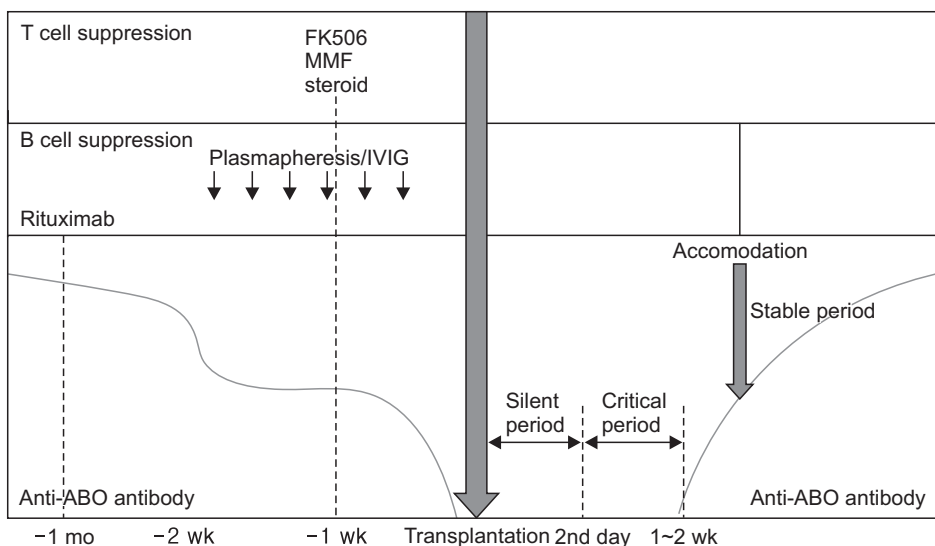 T cell suppression
FK506
MMF
steroid
B cell suppression
Plasmapheresis/IVIG
Rituximab
Accomodation
Stable period
Silent
period
Critical
period
Anti-ABO antibody
Anti-ABO antibody
−1 mo
−2 wk
−1 wk
Transplantation
2nd day
1~2 wk